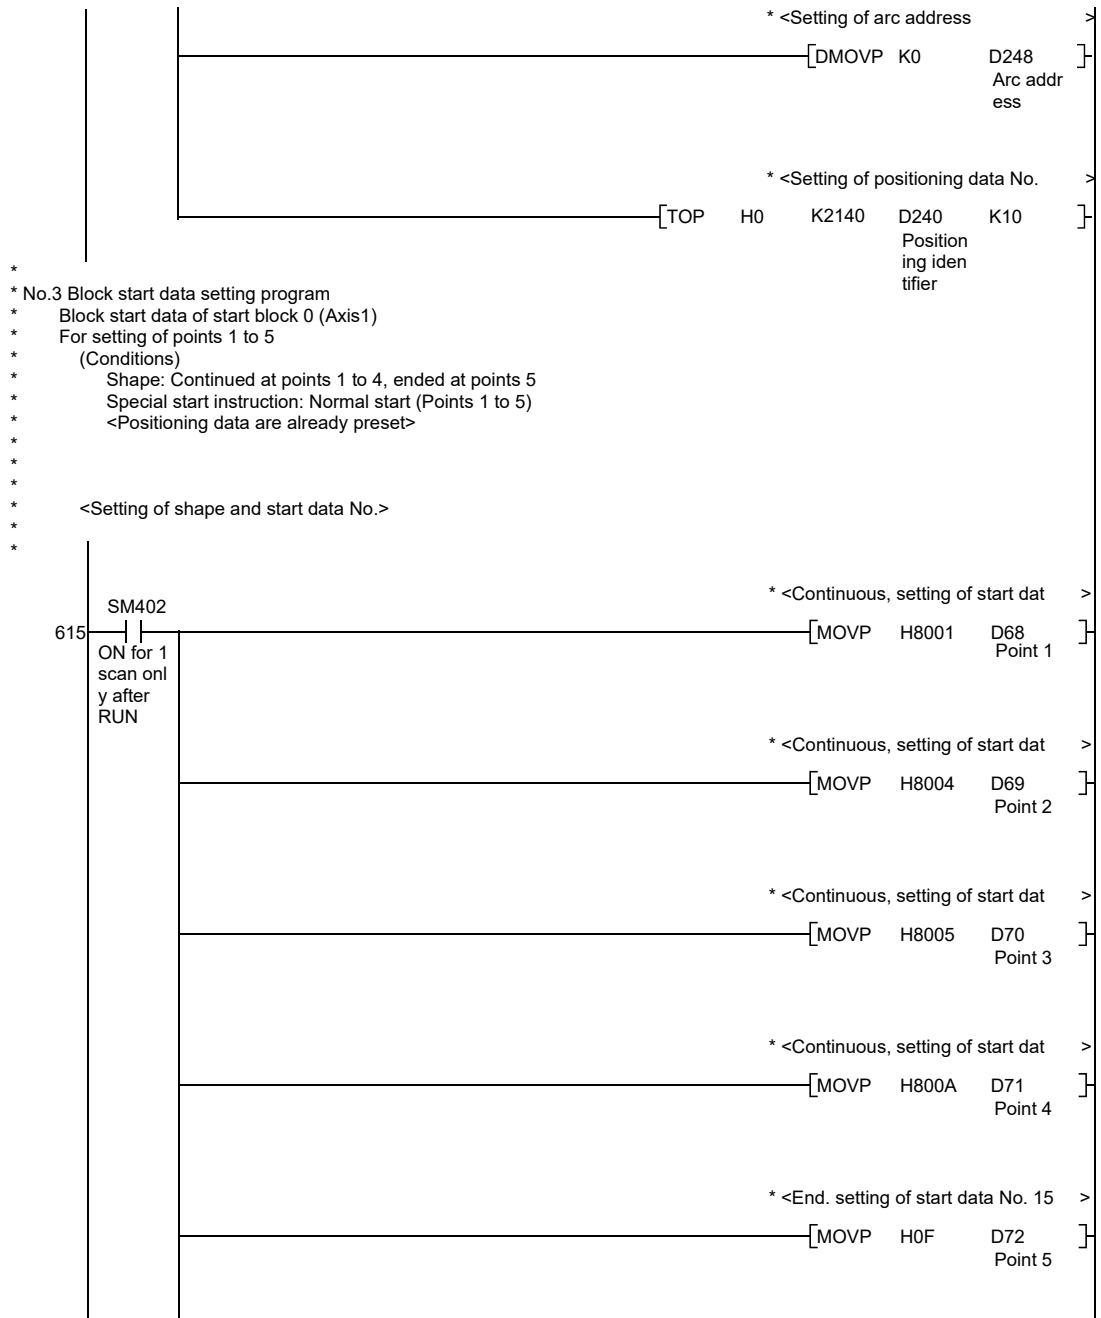 * <Setting of arc address >
[DMOVP K0 D248 ]
Arc addr
ess
* <Setting of positioning data No. >
[TOP H0 K2140 D240 K10 ]
Position
ing iden
tifier
*
* No.3 Block start data setting program
* Block start data of start block 0 (Axis1)
* For setting of points 1 to 5
* (Conditions)
* Shape: Continued at points 1 to 4, ended at points 5
* Special start instruction: Normal start (Points 1 to 5)
* <Positioning data are already preset>
*
*
*
* <Setting of shape and start data No.>
*
*
* <Continuous, setting of start dat >
SM402
615 [MOVP H8001 D68 ]
Point 1
ON for 1
scan onl
y after
RUN
* <Continuous, setting of start dat >
[MOVP H8004 D69 ]
Point 2
* <Continuous, setting of start dat >
[MOVP H8005 D70 ]
Point 3
* <Continuous, setting of start dat >
[MOVP H800A D71 ]
Point 4
* <End. setting of start data No. 15 >
[MOVP H0F D72 ]
Point 5